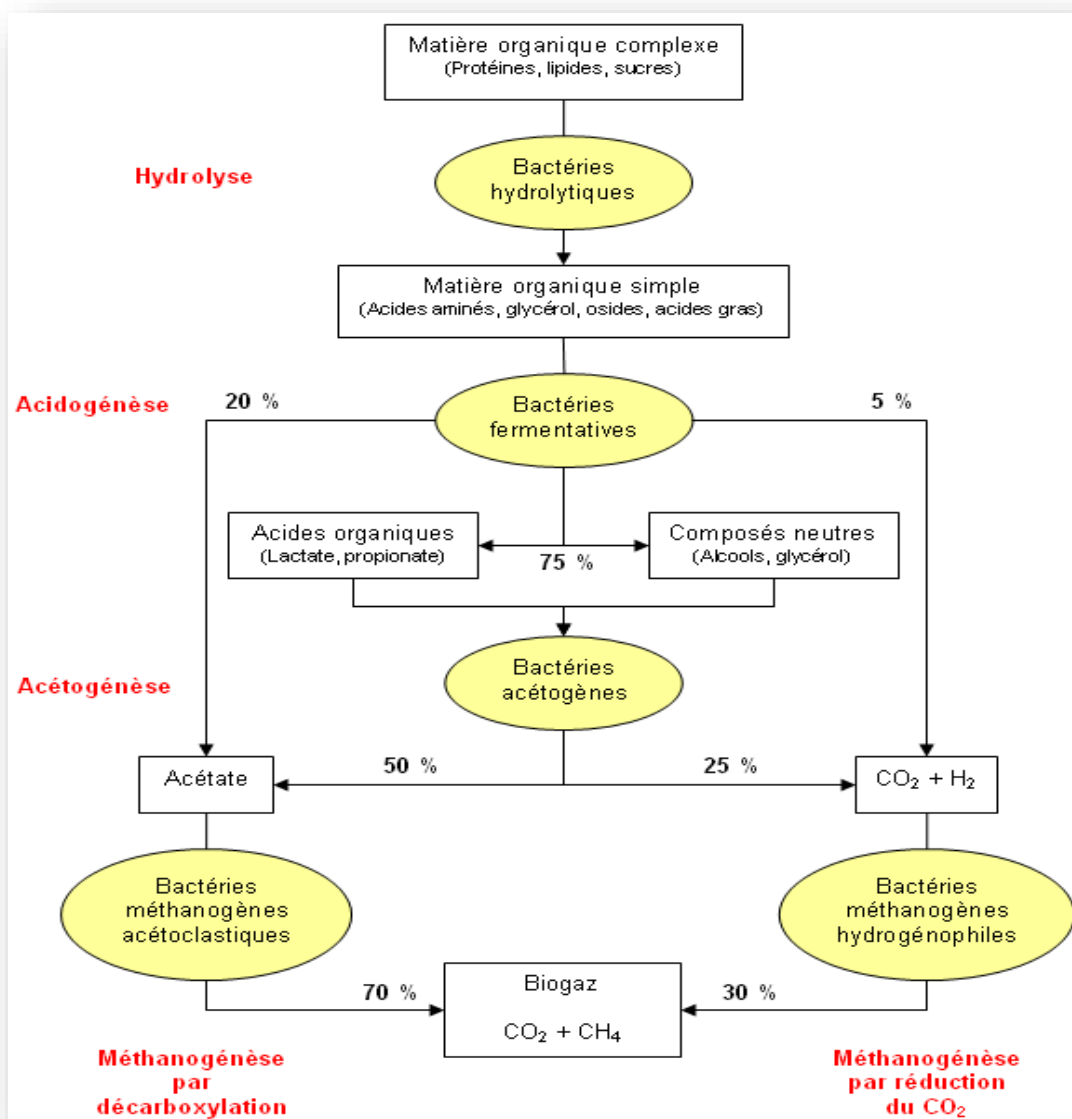 Matière organique complexe
(Protéines, lipides, sucres)
Hydrolyse
Bactéries
hydrolytiques
Matière organique simple
(Acides aminés, glycérol, osides, acides gras)
Acidogénèse
20 %
Bactéries
fermentatives
5 %
Acides organiques
(Lactate, propionate)
75 %
Composés neutres
(Alcools, glycérol)
Acétogénèse
Bactéries
acétogènes
Acétate
50 %
25 %
CO₂ + H₂
Bactéries
méthanogènes
acétoclastiques
Bactéries
méthanogènes
hydrogénophiles
70 %
Biogaz
CO₂ + CH₄
30 %
Méthanogénèse
par
décarboxylation
Méthanogénèse
par réduction
du CO₂